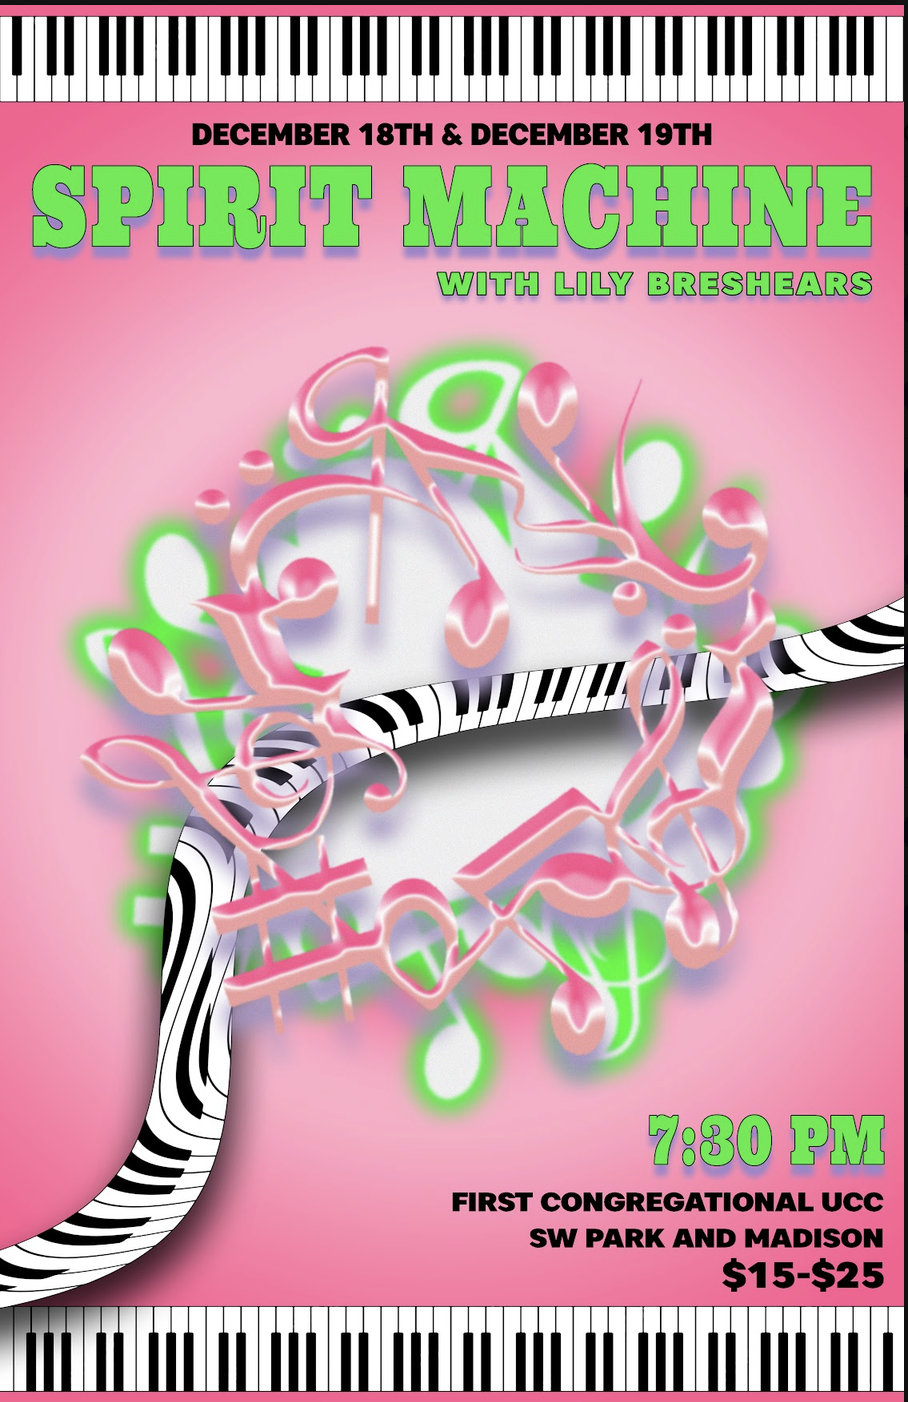 DECEMBER 18TH & DECEMBER 19TH
SPIRIT MACHINE
WITH LILY BRESHEARS
7:30 PM
FIRST CONGREGATIONAL UCC
SW PARK AND MADISON
$15-$25